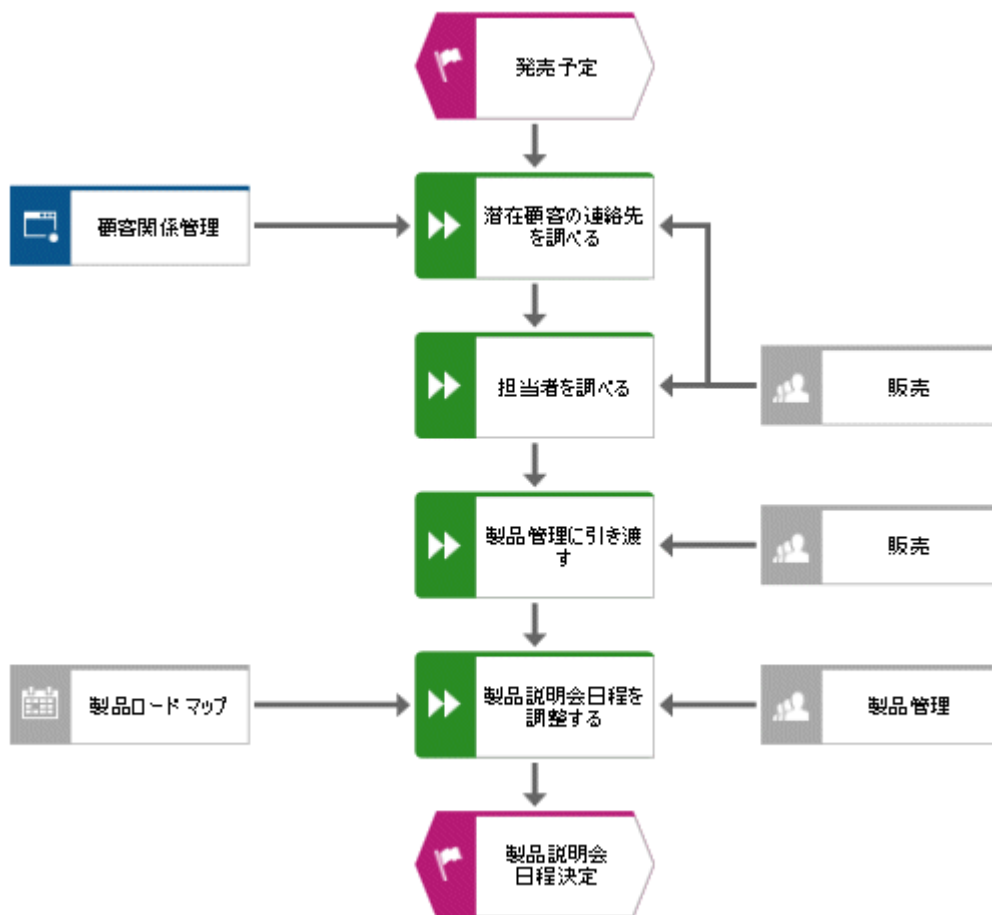 発売予定
顧客関係管理
潜在顧客の連絡先
を調べる
担当者を調べる
販売
製品管理に引き渡
す
販売
製品ロードマップ
製品説明会日程を
調整する
製品管理
製品説明会
日程決定